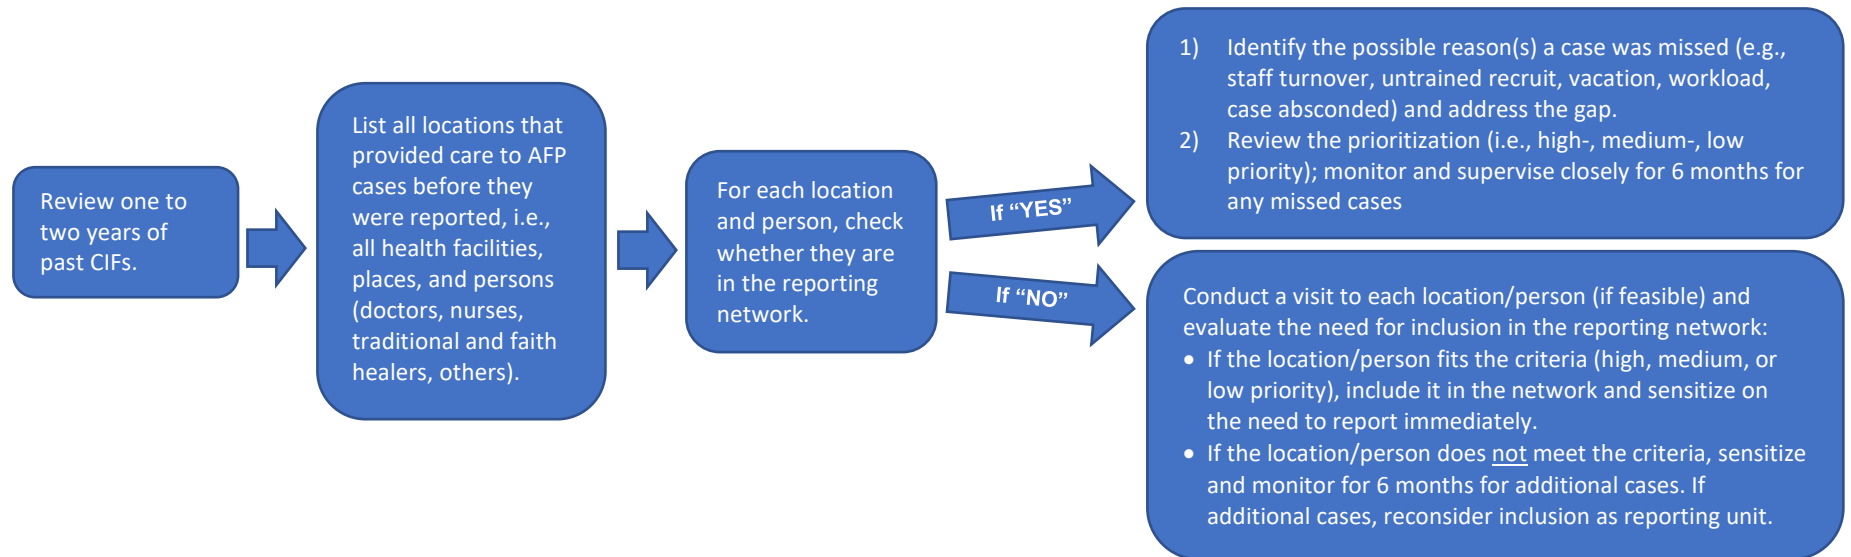 Review one to
two years of
past CIFs.
List all locations that
provided care to AFP
cases before they
were reported, i.e.,
all health facilities,
places, and persons
(doctors, nurses,
traditional and faith
healers, others).
For each location
and person, check
whether they are
in the reporting
network.
If “YES”
1) Identify the possible reason(s) a case was missed (e.g.,
staff turnover, untrained recruit, vacation, workload,
case absconded) and address the gap.
2) Review the prioritization (i.e., high-, medium-, low
priority); monitor and supervise closely for 6 months for
any missed cases
If “NO”
Conduct a visit to each location/person (if feasible) and
evaluate the need for inclusion in the reporting network:
• If the location/person fits the criteria (high, medium, or
low priority), include it in the network and sensitize on
the need to report immediately.
• If the location/person does not meet the criteria, sensitize
and monitor for 6 months for additional cases. If
additional cases, reconsider inclusion as reporting unit.